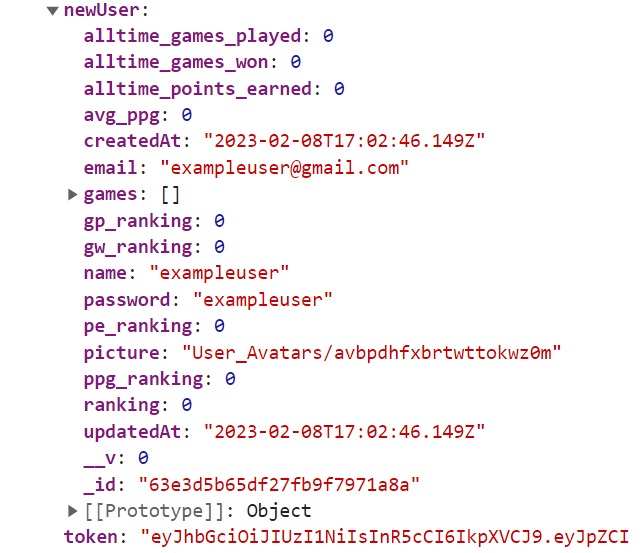 newUser:
alltime_games_played: 0
alltime_games_won: 0
alltime_points_earned: 0
avg_ppg: 0
createdAt: "2023-02-08T17:02:46.149Z"
email: "exampleuser@gmail.com"
games: []
gp_ranking: 0
gw_ranking: 0
name: "exampleuser"
password: "exampleuser"
pe_ranking: 0
picture: "User_Avatars/avbpdhfxbrtwttokwz0m"
ppg_ranking: 0
ranking: 0
updatedAt: "2023-02-08T17:02:46.149Z"
__v: 0
_id: "63e3d5b65df27fb9f7971a8a"
[[Prototype]]: Object
token: "eyJhbGciOiJIUzI1NiIsInR5cCI6IkpXVCJ9.eyJpZCI